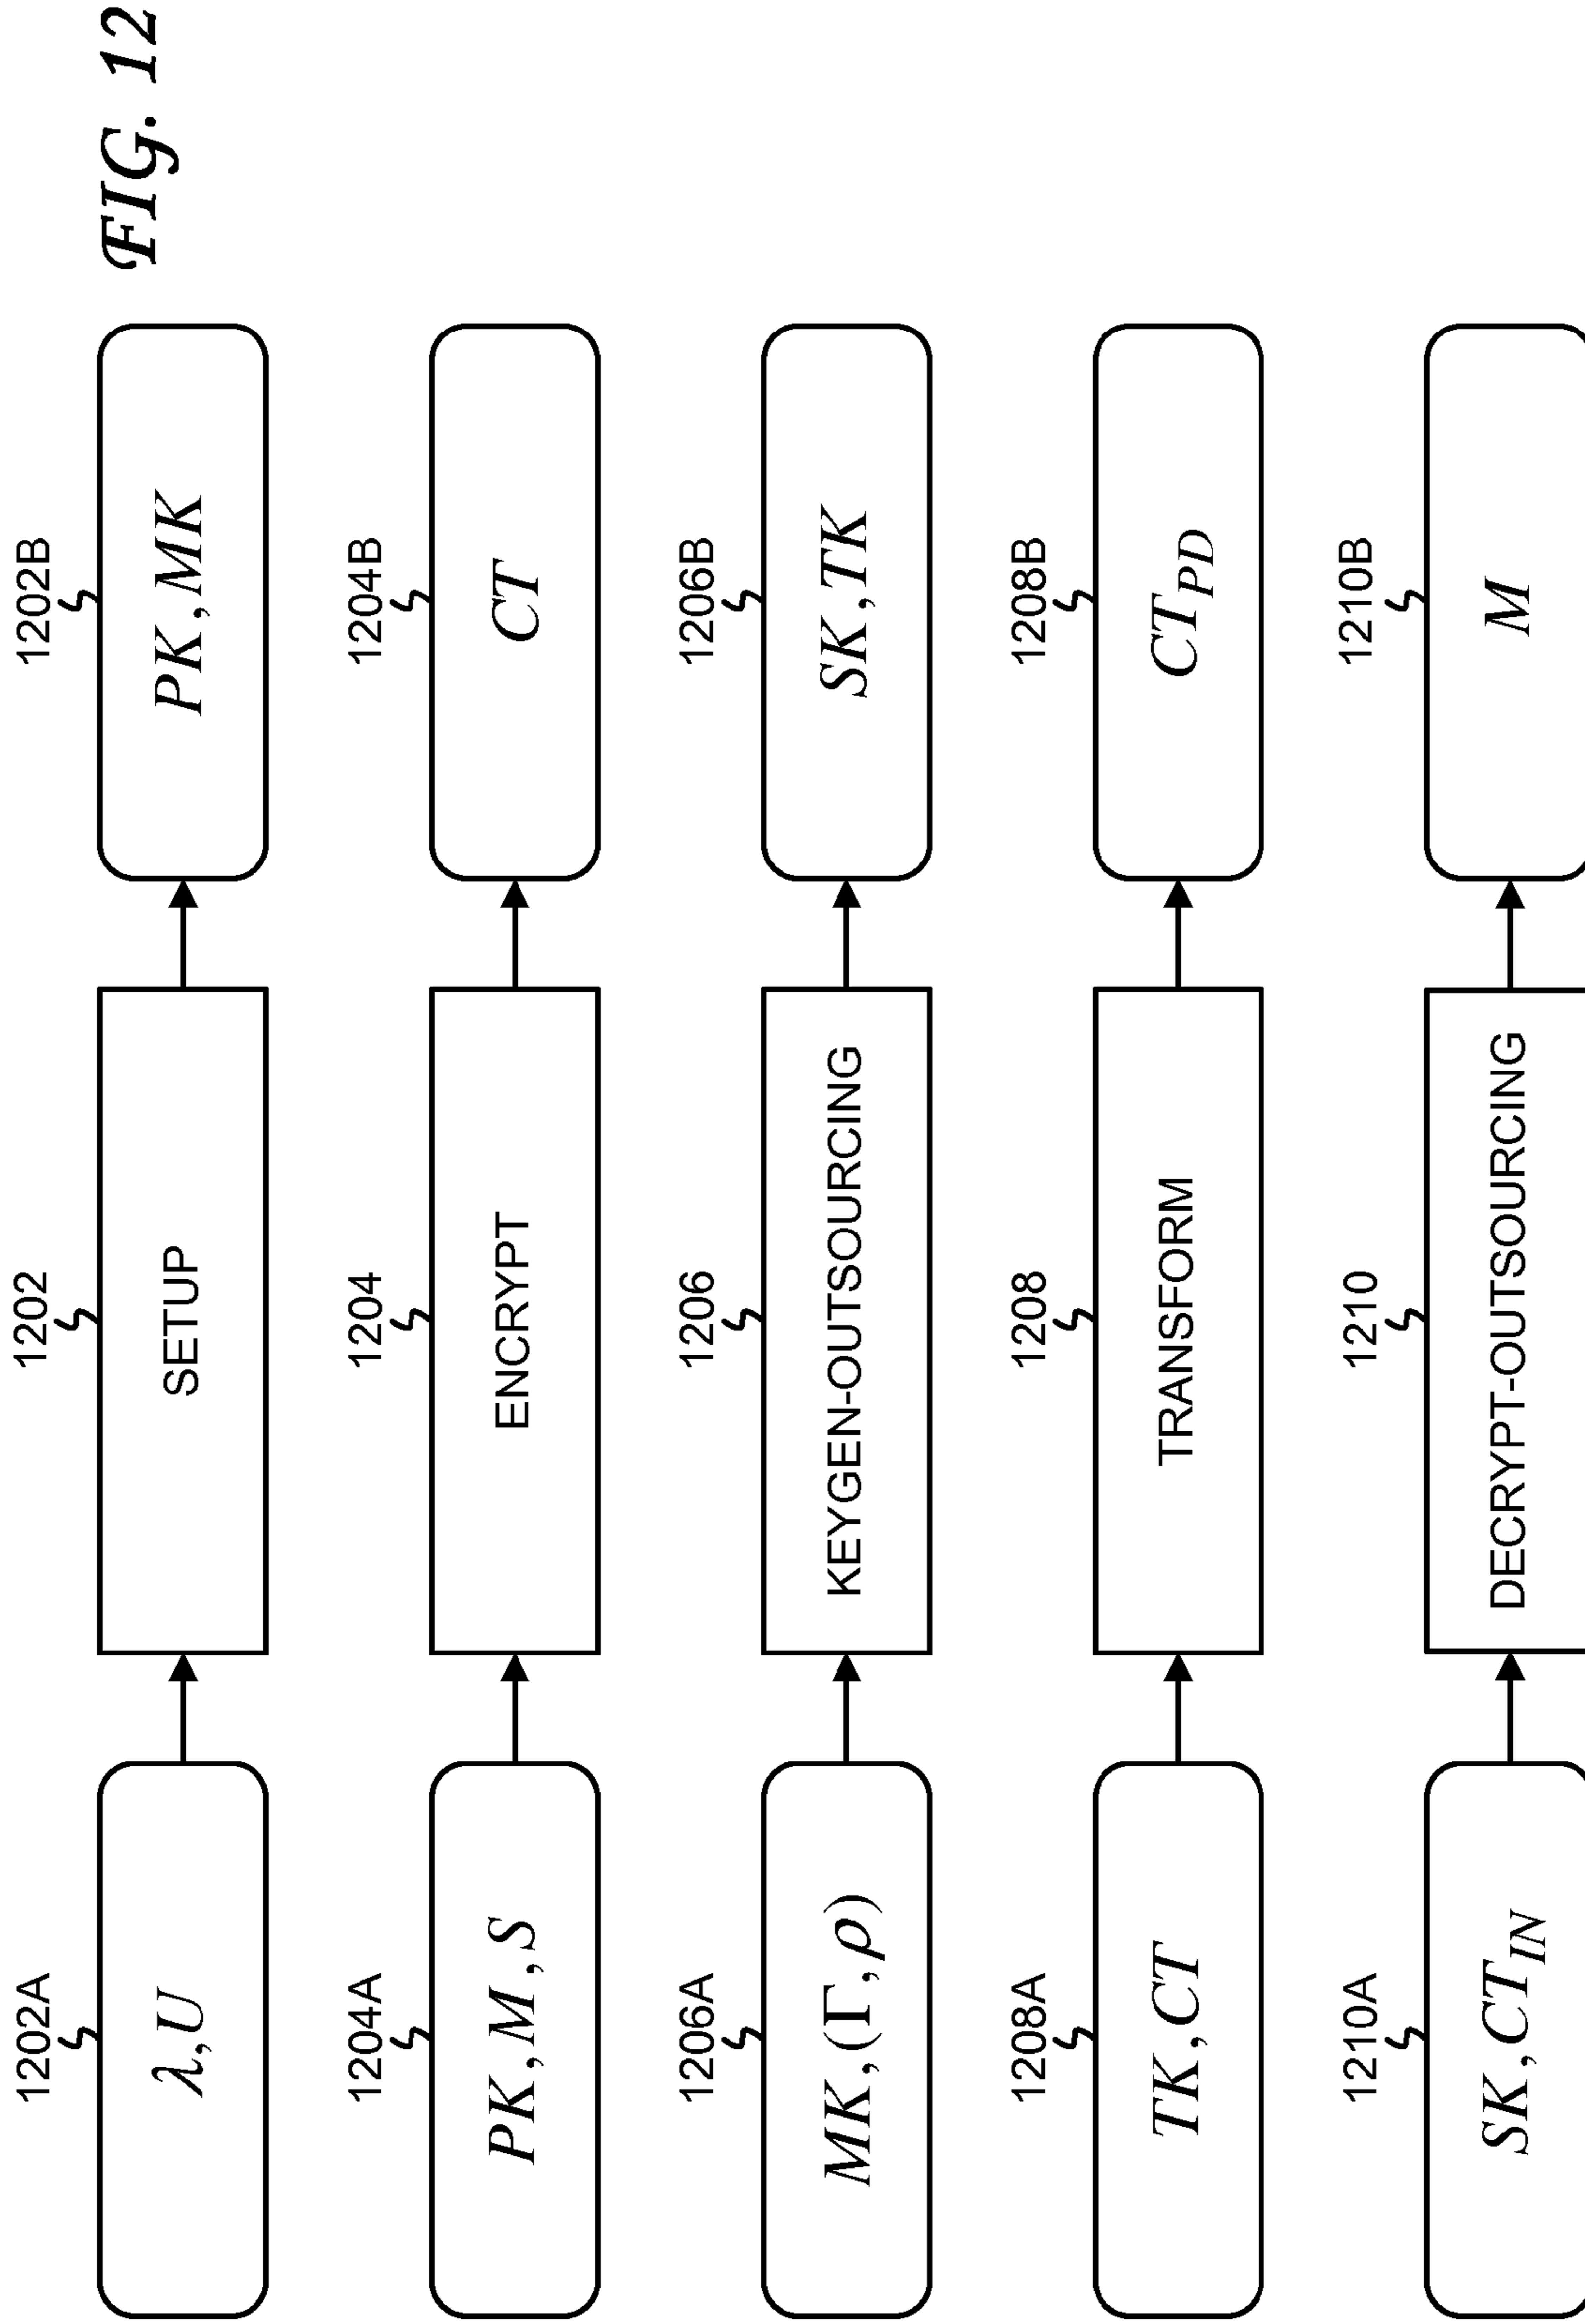 FIG. 12
1202A 1202 1202B
λ, U SETUP PK, MK
1204A 1204 1204B
PK, M, S ENCRYPT CT
1206A 1206 1206B
MK, (Γ, ρ) KEYGEN-OUTSOURCING SK, TK
1208A 1208 1208B
TK, CT TRANSFORM CT_PD
1210A 1210 1210B
SK, CT_IN DECRYPT-OUTSOURCING M